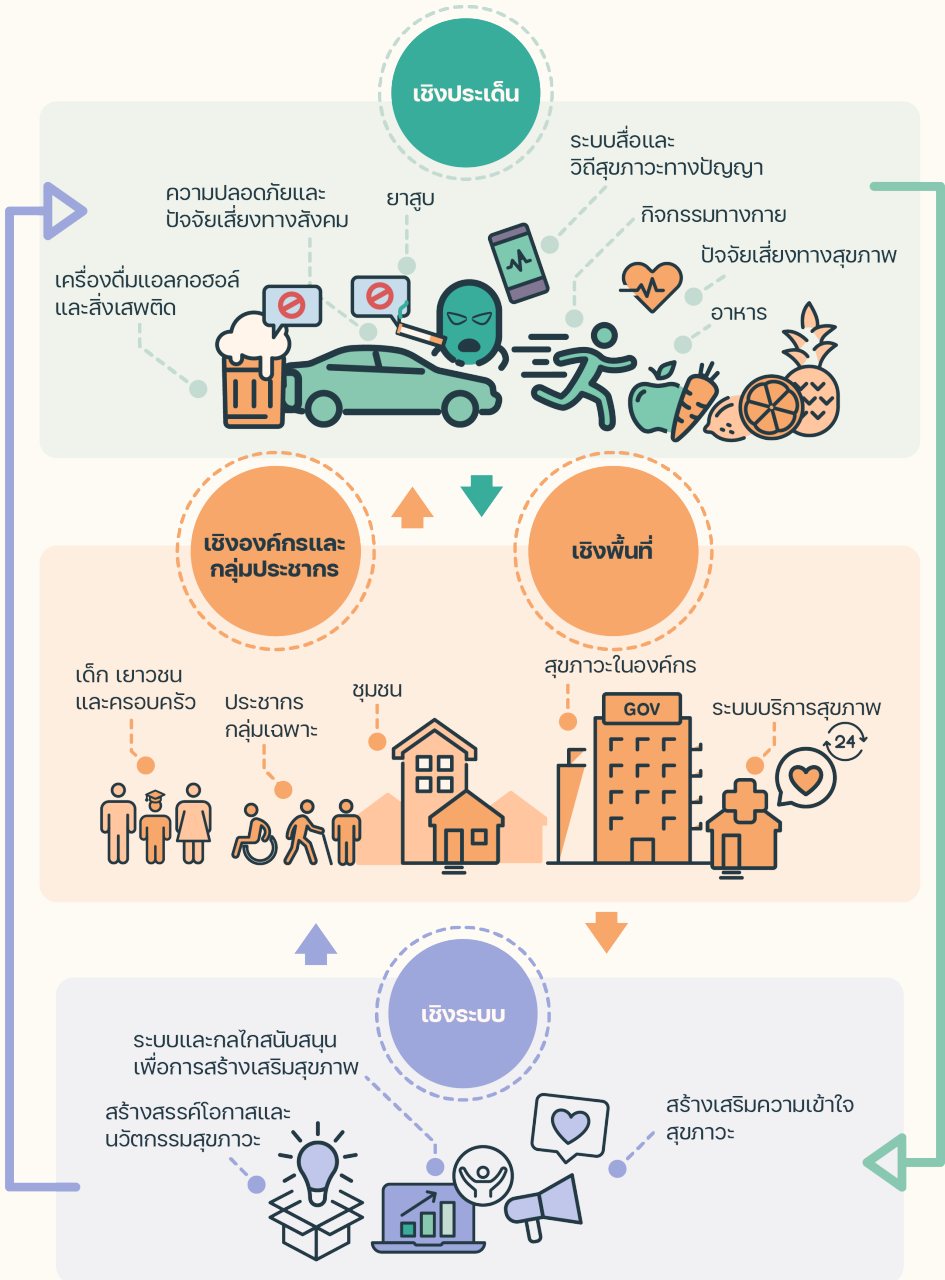 เชิงประเด็น
ระบบสื่อและ
วิถีสุขภาวะทางปัญญา
ความปลอดภัยและ
ปัจจัยเสี่ยงทางสังคม
ยาสูบ
กิจกรรมทางกาย
ปัจจัยเสี่ยงทางสุขภาพ
เครื่องดื่มแอลกอฮอล์
และสิ่งเสพติด
อาหาร
เชิงองค์กรและ
กลุ่มประชากร
เชิงพื้นที่
เด็ก เยาวชน
และครอบครัว
ประชากร
กลุ่มเฉพาะ
ชุมชน
สุขภาวะในองค์กร
GOV
ระบบบริการสุขภาพ
24
เชิงระบบ
ระบบและกลไกสนับสนุน
เพื่อการสร้างเสริมสุขภาพ
สร้างสรรค์โอกาสและ
นวัตกรรมสุขภาวะ
สร้างเสริมความเข้าใจ
สุขภาวะ